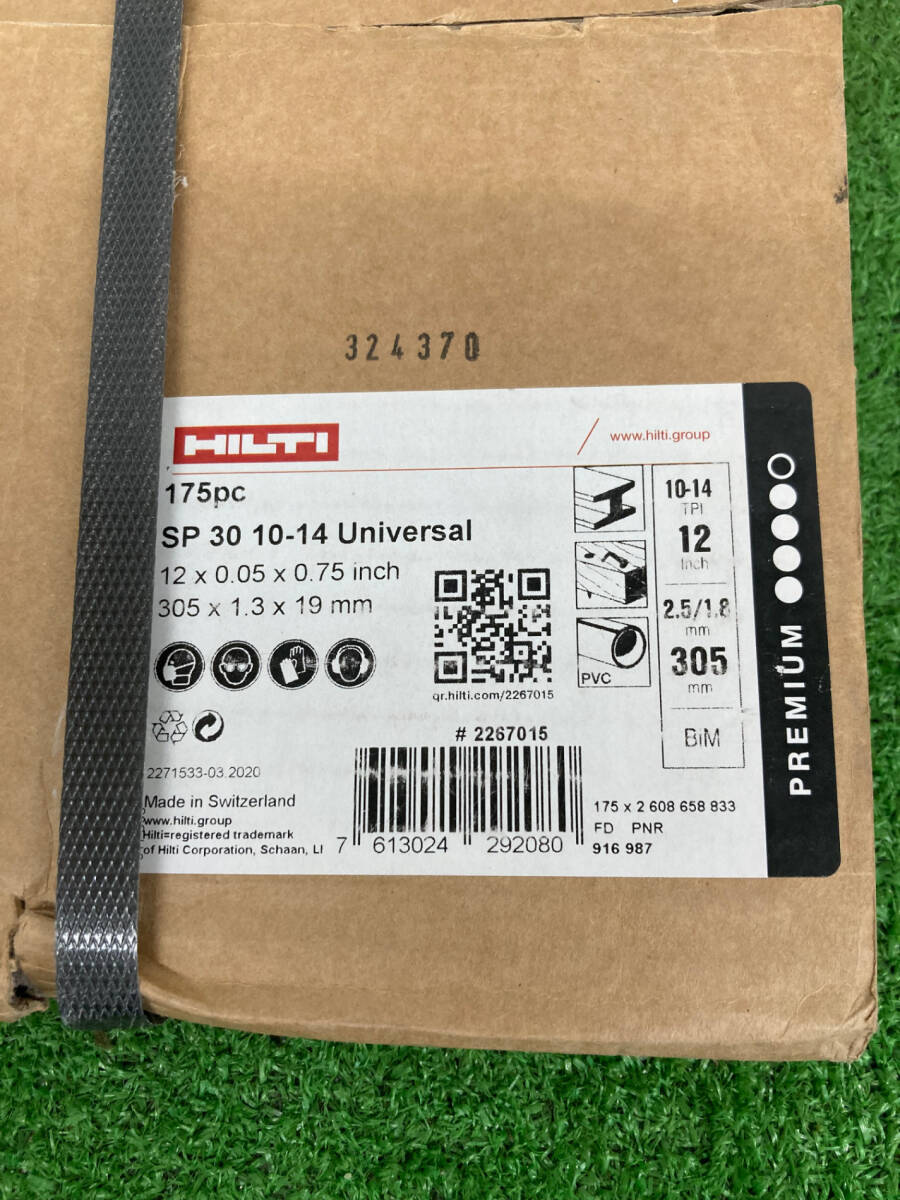 324370
HILTI
www.hilti.group
175pc
SP 30 10-14 Universal
12 x 0.05 x 0.75 inch
305 x 1.3 x 19 mm
qr.hilti.com/2267015
PVC
10-14
TPI
12
Inch
2.5/1.8
mm
305
mm
BiM
PREMIUM
# 2267015
2271533-03.2020
Made in Switzerland
www.hilti.group
Hilti=registered trademark
of Hilti Corporation, Schaan, LI
7 613024 292080
175 x 2 608 658 833
FD PNR
916 987